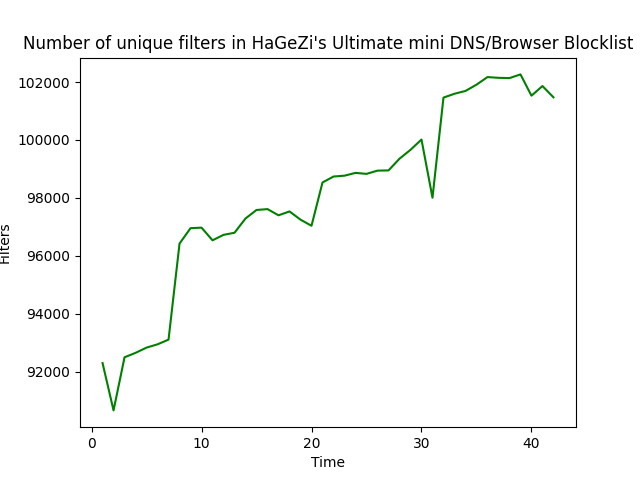 Number of unique filters in HaGeZi's Ultimate mini DNS/Browser Blocklist
102000
100000
98000
96000
94000
92000
Filters
0 10 20 30 40
Time